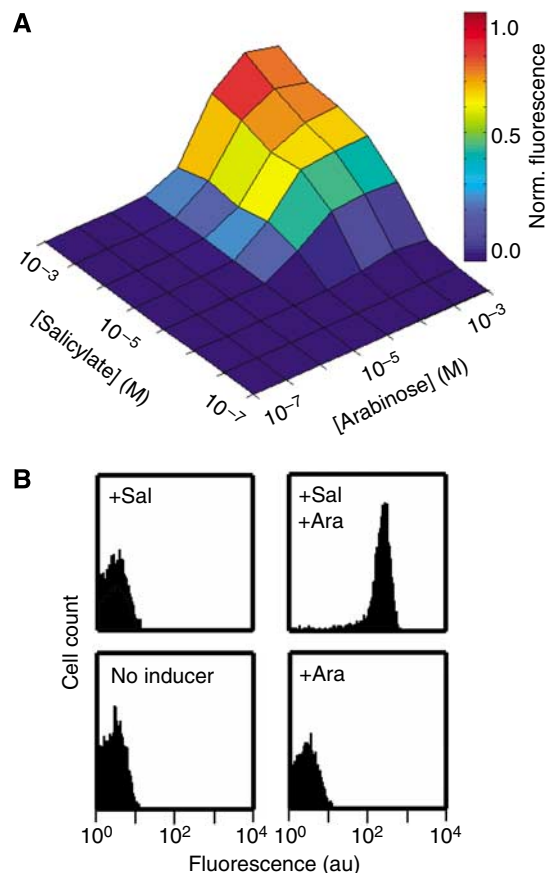 A
1.0
0.5
0.0
Norm. fluorescence
10⁻³
10⁻⁵
10⁻⁷
[Salicylate] (M)
10⁻⁷
10⁻⁵
10⁻³
[Arabinose] (M)
B
+Sal
+Sal
+Ara
No inducer
+Ara
Cell count
10⁰ 10² 10⁴
10⁰ 10² 10⁴
Fluorescence (au)